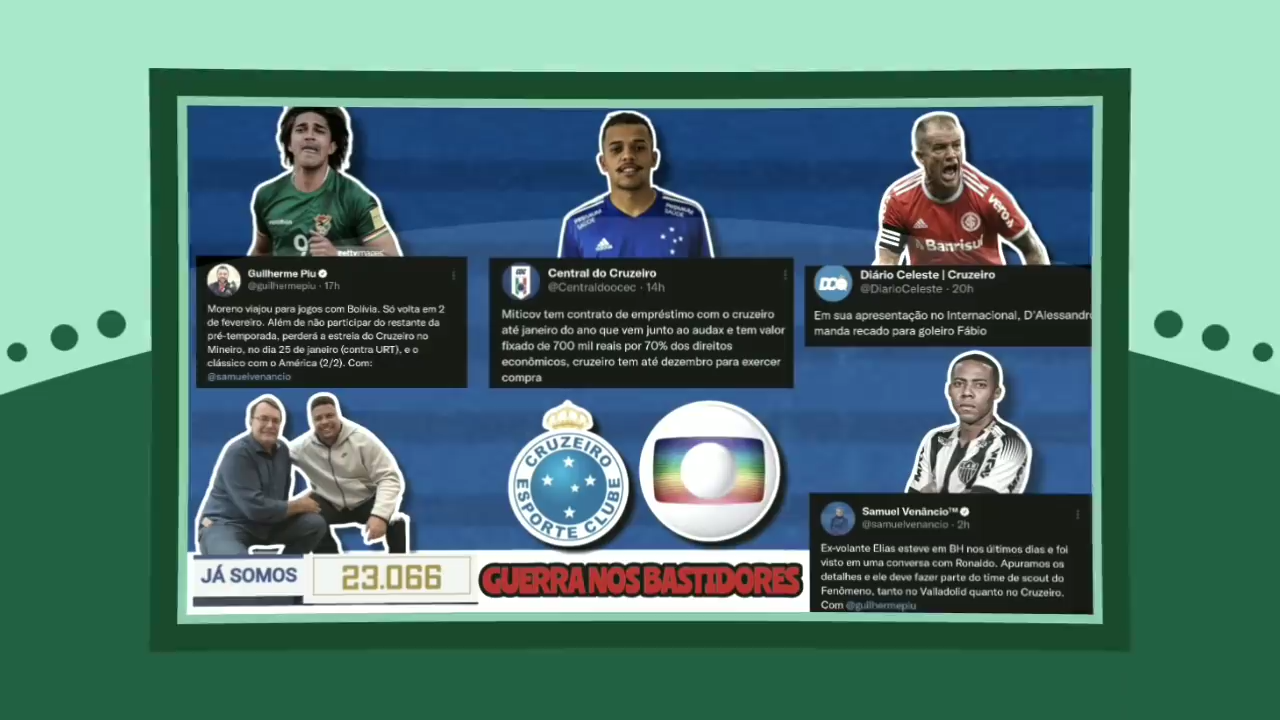 9
gettyimages
PEQUIÁ SAÚDE
Banrisul
vero
Guilherme Piu
@guilhermepiu · 17h
Moreno viajou para jogos com Bolívia. Só volta em 2
de fevereiro. Além de não participar do restante da
pré-temporada, perderá a estreia do Cruzeiro no
Mineiro, no dia 25 de janeiro (contra URT), e o
clássico com o América (2/2). Com:
@samuelvenancio
Central do Cruzeiro
@Centraldoocec · 14h
Miticov tem contrato de empréstimo com o cruzeiro
até janeiro do ano que vem junto ao audax e tem valor
fixado de 700 mil reais por 70% dos direitos
econômicos, cruzeiro tem até dezembro para exercer
compra
Diário Celeste | Cruzeiro
@DiarioCeleste · 20h
Em sua apresentação no Internacional, D'Alessandro
manda recado para goleiro Fábio
CRUZEIRO
ESPORTE CLUBE
JÁ SOMOS
23.066
GUERRA NOS BASTIDORES
Samuel Venâncio™
@samuelvenancio · 2h
Ex-volante Elias esteve em BH nos últimos dias e foi
visto em uma conversa com Ronaldo. Apuramos os
detalhes e ele deve fazer parte do time de scout do
Fenômeno, tanto no Valladolid quanto no Cruzeiro.
Com @guilhermepiu